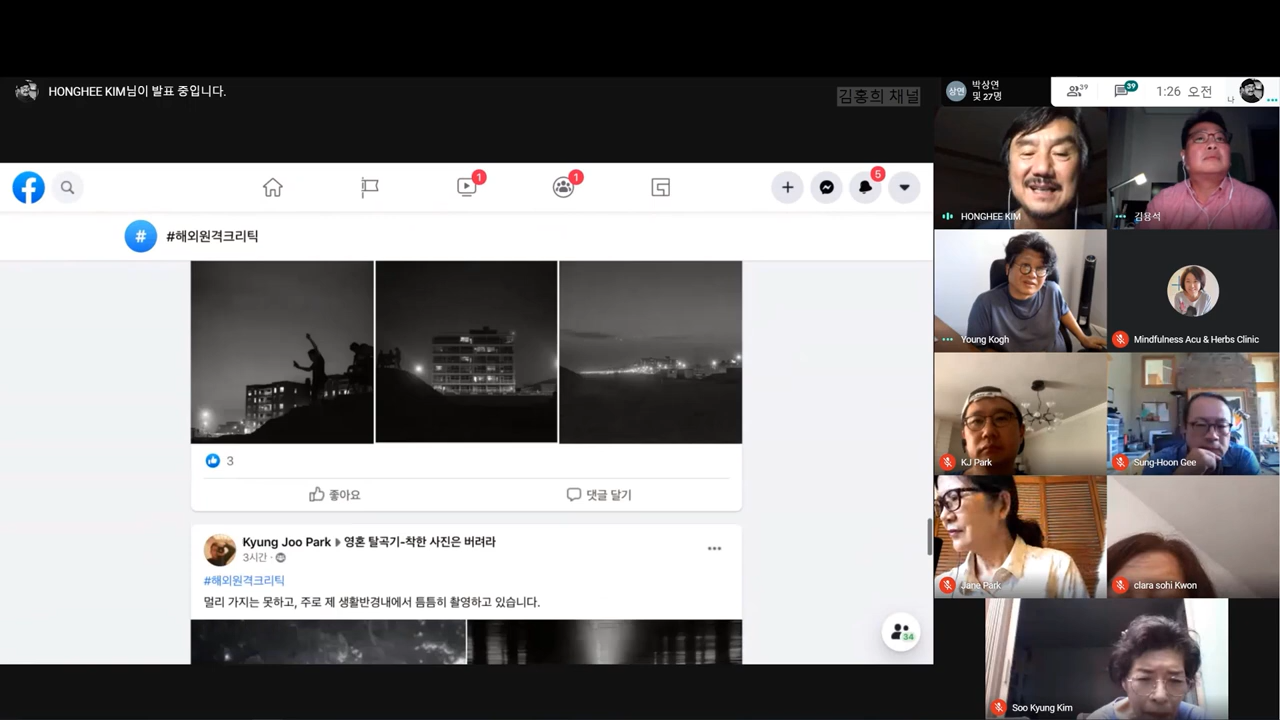 HONGHEE KIM님이 발표 중입니다.
김홍희 채널
상연
박상연
및 27명
39
39
1:26 오전
나
1
1
5
#
#해외원격크리틱
3
좋아요
댓글 달기
Kyung Joo Park ▶ 영혼 탈곡기-착한 사진은 버려라
3시간 ·
#해외원격크리틱
멀리 가지는 못하고, 주로 제 생활반경내에서 틈틈히 촬영하고 있습니다.
34
HONGHEE KIM
김용석
Young Kogh
Mindfulness Acu & Herbs Clinic
KJ Park
Sung-Hoon Gee
Jane Park
clara sohi Kwon
Soo Kyung Kim